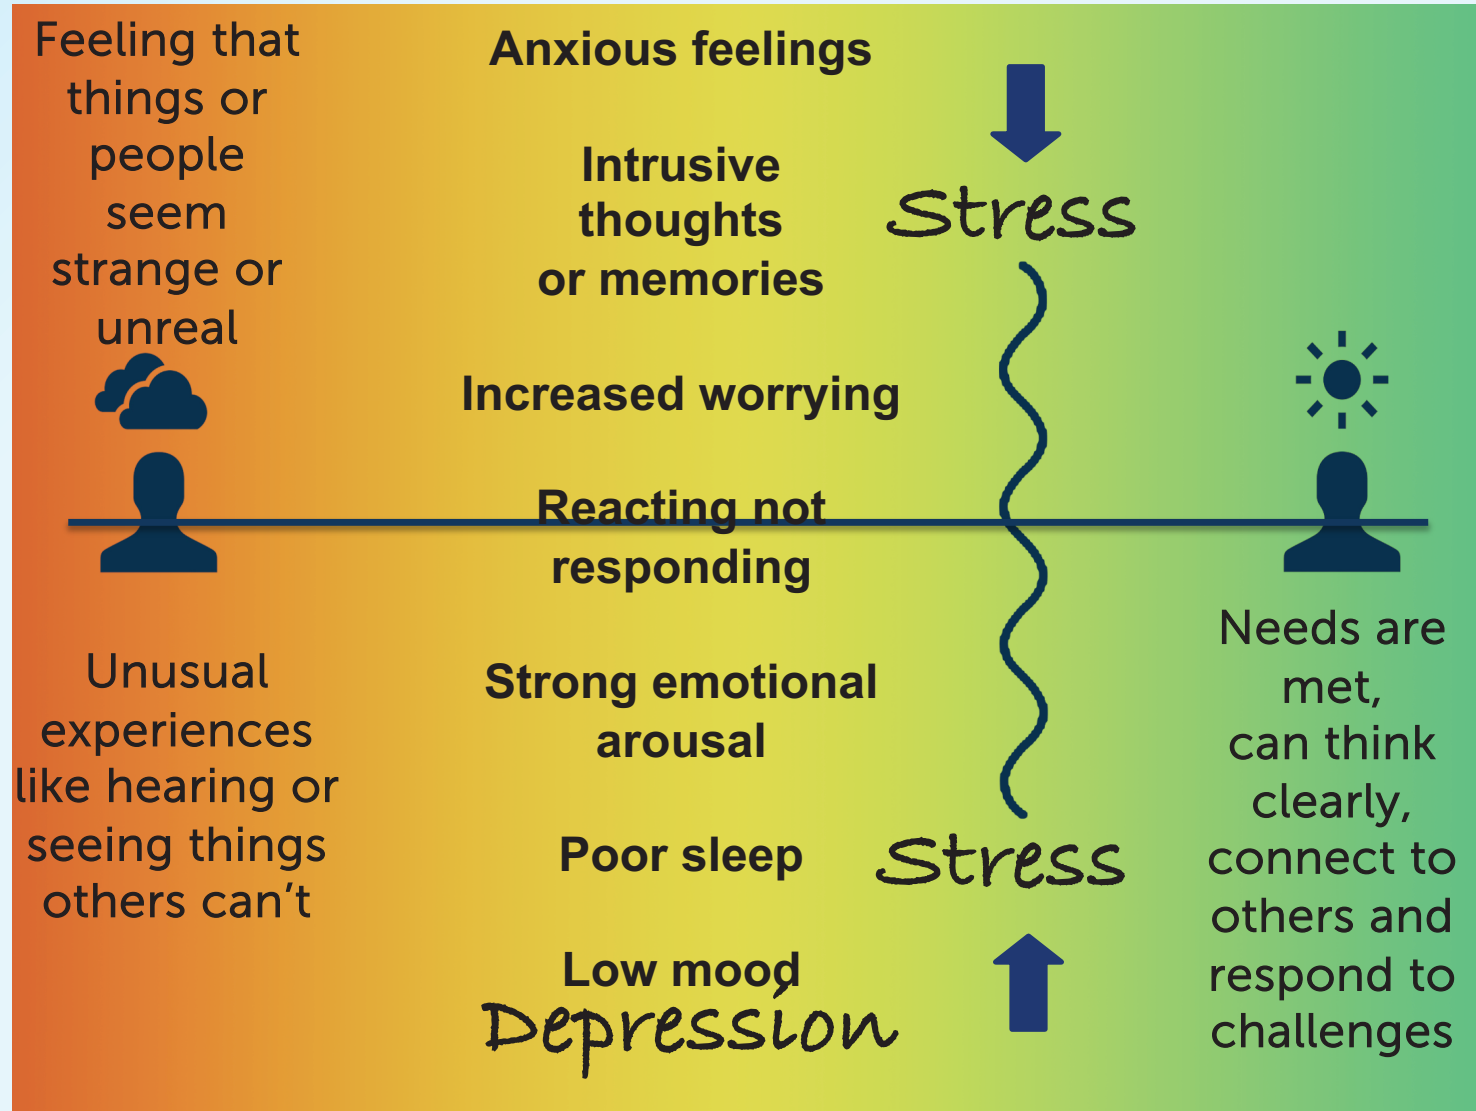 Feeling that
things or
people
seem
strange or
unreal
Unusual
experiences
like hearing or
seeing things
others can’t
Anxious feelings
Intrusive
thoughts
or memories
Increased worrying
Reacting not
responding
Strong emotional
arousal
Poor sleep
Low mood
Depression
Stress
Stress
Needs are
met,
can think
clearly,
connect to
others and
respond to
challenges